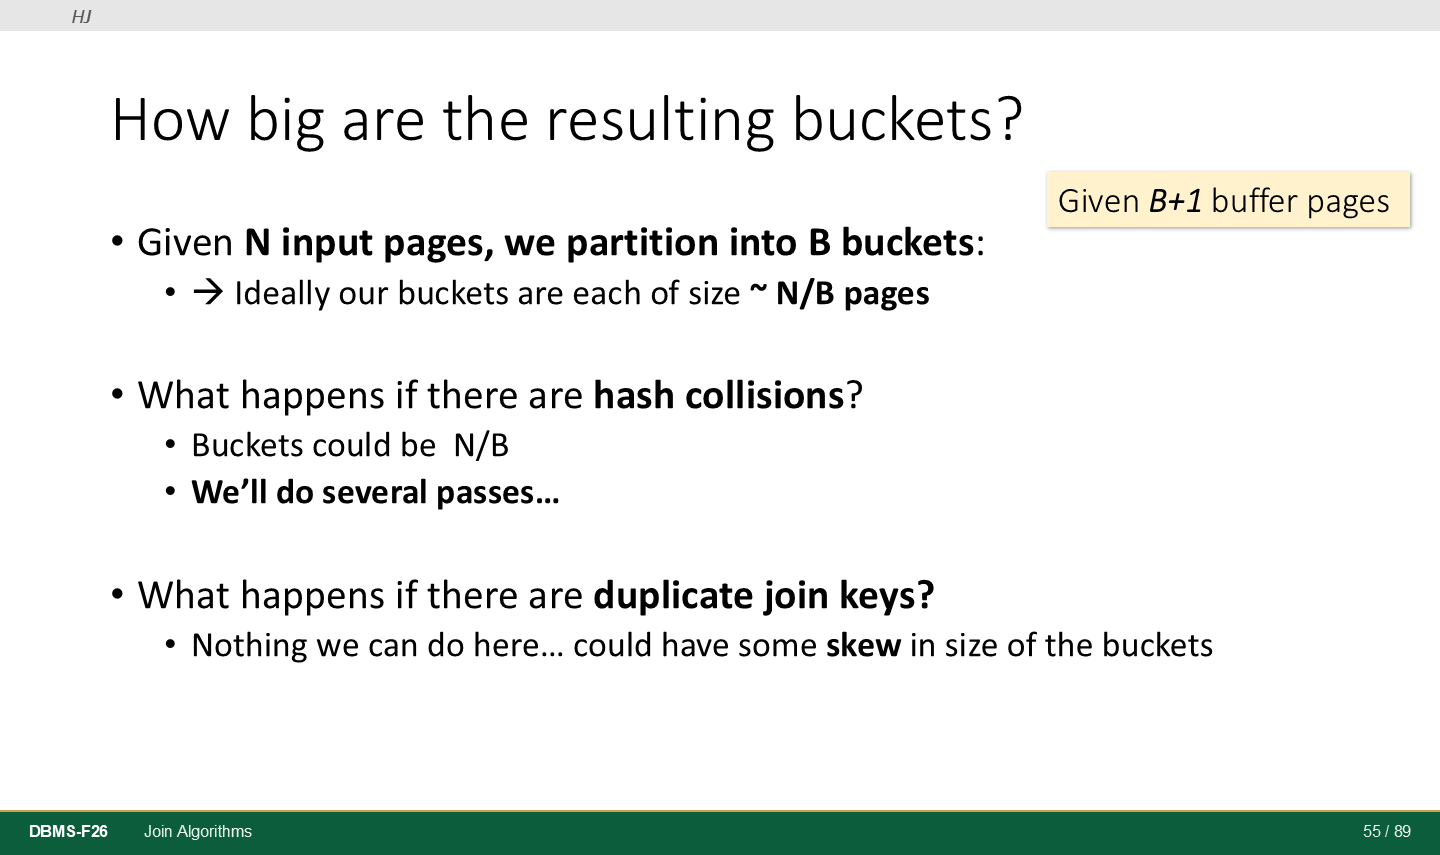 HJ
How big are the resulting buckets?
Given B+1 buffer pages
• Given N input pages, we partition into B buckets:
• → Ideally our buckets are each of size ~ N/B pages
• What happens if there are hash collisions?
• Buckets could be N/B
• We’ll do several passes…
• What happens if there are duplicate join keys?
• Nothing we can do here… could have some skew in size of the buckets
DBMS-F26 Join Algorithms 55 / 89